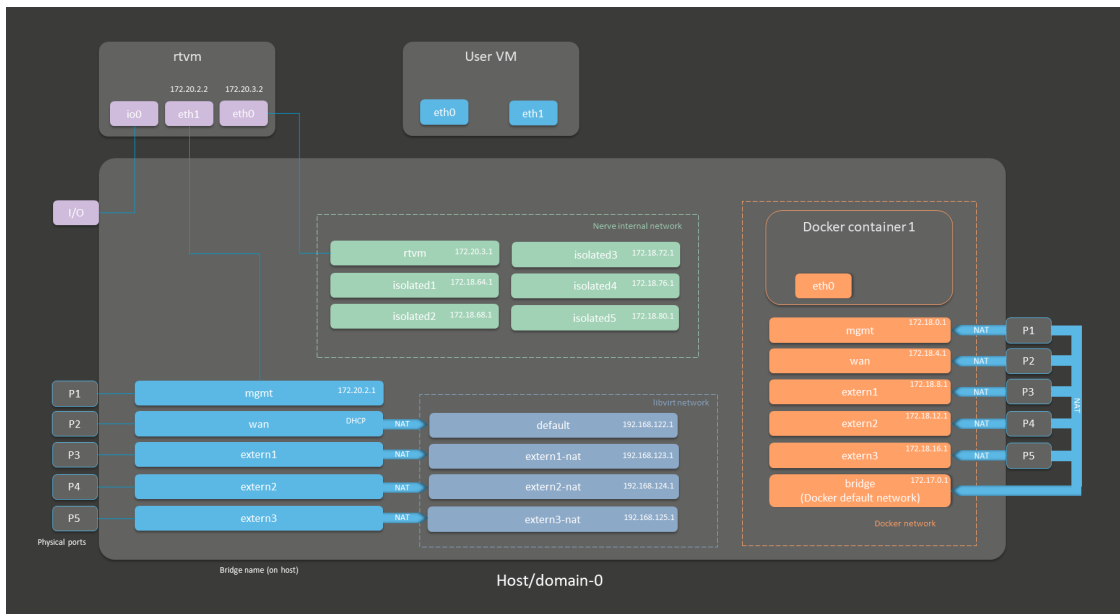 rtvm
172.20.2.2
172.20.3.2
io0
eth1
eth0
User VM
eth0
eth1
I/O
Nerve internal network
rtvm 172.20.3.1
isolated1 172.18.64.1
isolated2 172.18.68.1
isolated3 172.18.72.1
isolated4 172.18.76.1
isolated5 172.18.80.1
Docker container 1
eth0
mgmt 172.18.0.1
NAT
P1
wan 172.18.4.1
NAT
P2
extern1 172.18.8.1
NAT
P3
extern2 172.18.12.1
NAT
P4
extern3 172.18.16.1
NAT
P5
bridge 172.17.0.1
(Docker default network)
NAT
Docker network
P1
mgmt 172.20.2.1
P2
wan DHCP
NAT
P3
extern1
NAT
P4
extern2
NAT
P5
extern3
NAT
libvirt network
default 192.168.122.1
extern1-nat 192.168.123.1
extern2-nat 192.168.124.1
extern3-nat 192.168.125.1
Physical ports
Bridge name (on host)
Host/domain-0